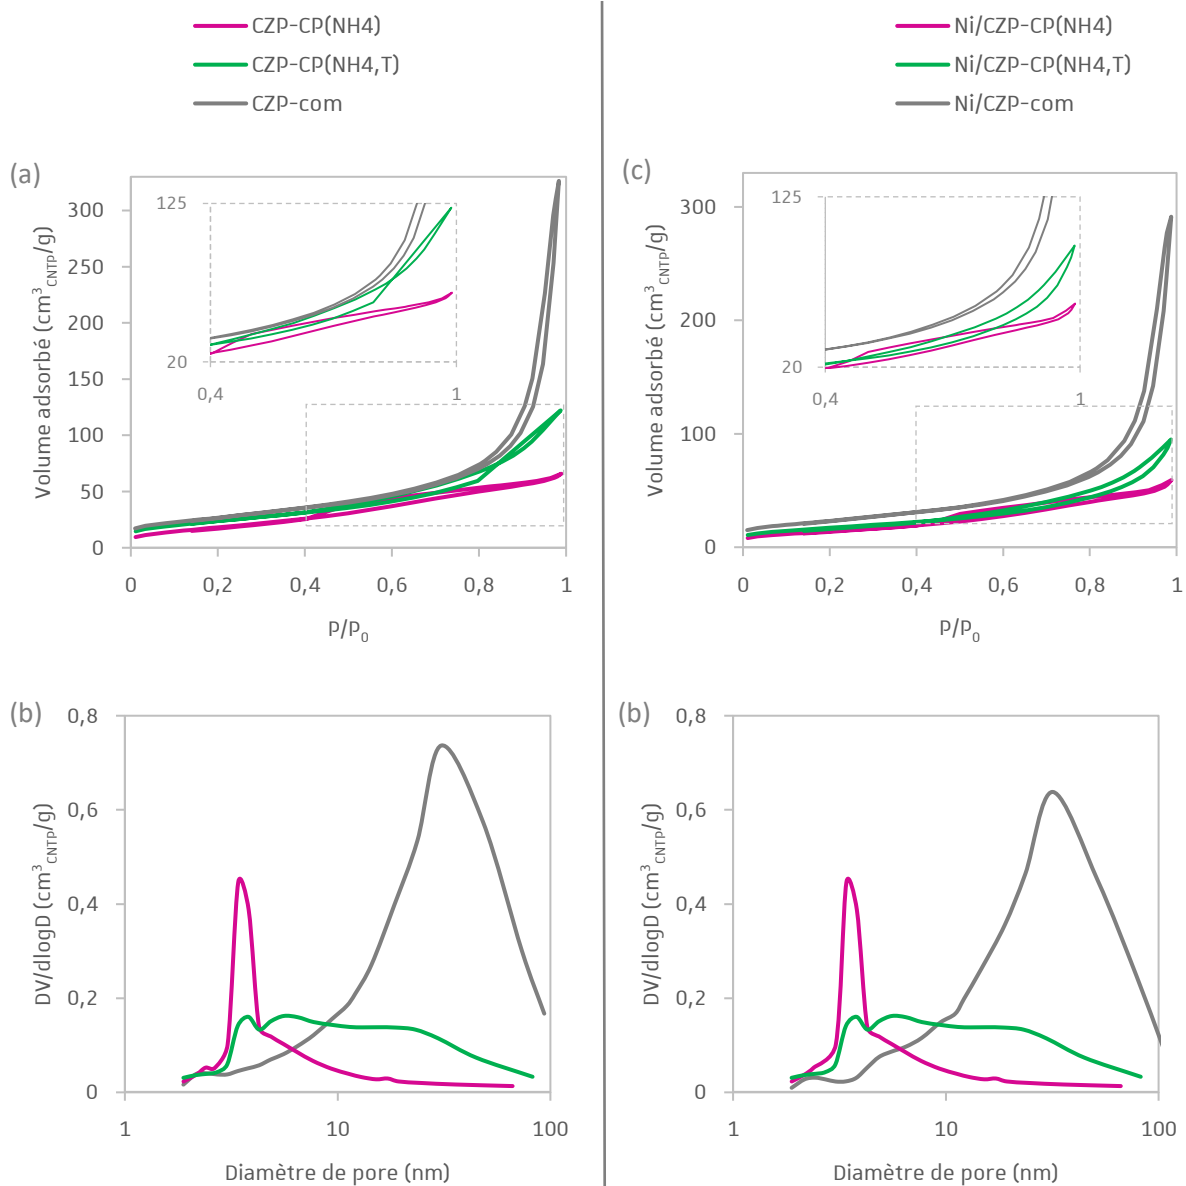 CZP-CP(NH4)
CZP-CP(NH4,T)
CZP-com
(a)
Volume adsorbé (cm³CNTP/g)
300
250
200
150
100
50
0
125
20
0,4
1
0
0,2
0,4
0,6
0,8
1
P/P0
(b)
DV/dlogD (cm³CNTP/g)
0,8
0,6
0,4
0,2
0
1
10
100
Diamètre de pore (nm)
Ni/CZP-CP(NH4)
Ni/CZP-CP(NH4,T)
Ni/CZP-com
(c)
Volume adsorbé (cm³CNTP/g)
300
200
100
0
125
20
0,4
1
0
0,2
0,4
0,6
0,8
1
P/P0
(b)
DV/dlogD (cm³CNTP/g)
0,8
0,6
0,4
0,2
0
1
10
100
Diamètre de pore (nm)